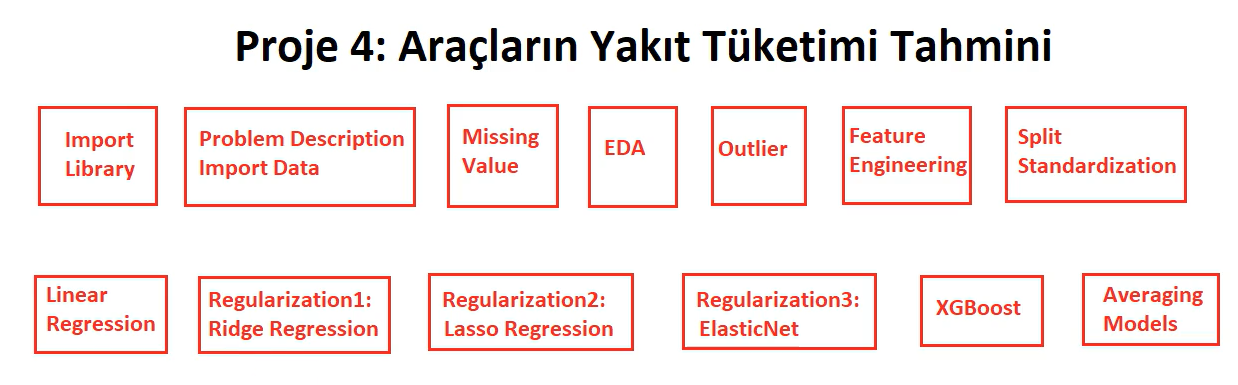 Proje 4: Araçların Yakıt Tüketimi Tahmini
Import
Library
Problem Description
Import Data
Missing
Value
EDA
Outlier
Feature
Engineering
Split
Standardization
Linear
Regression
Regularization1:
Ridge Regression
Regularization2:
Lasso Regression
Regularization3:
ElasticNet
XGBoost
Averaging
Models